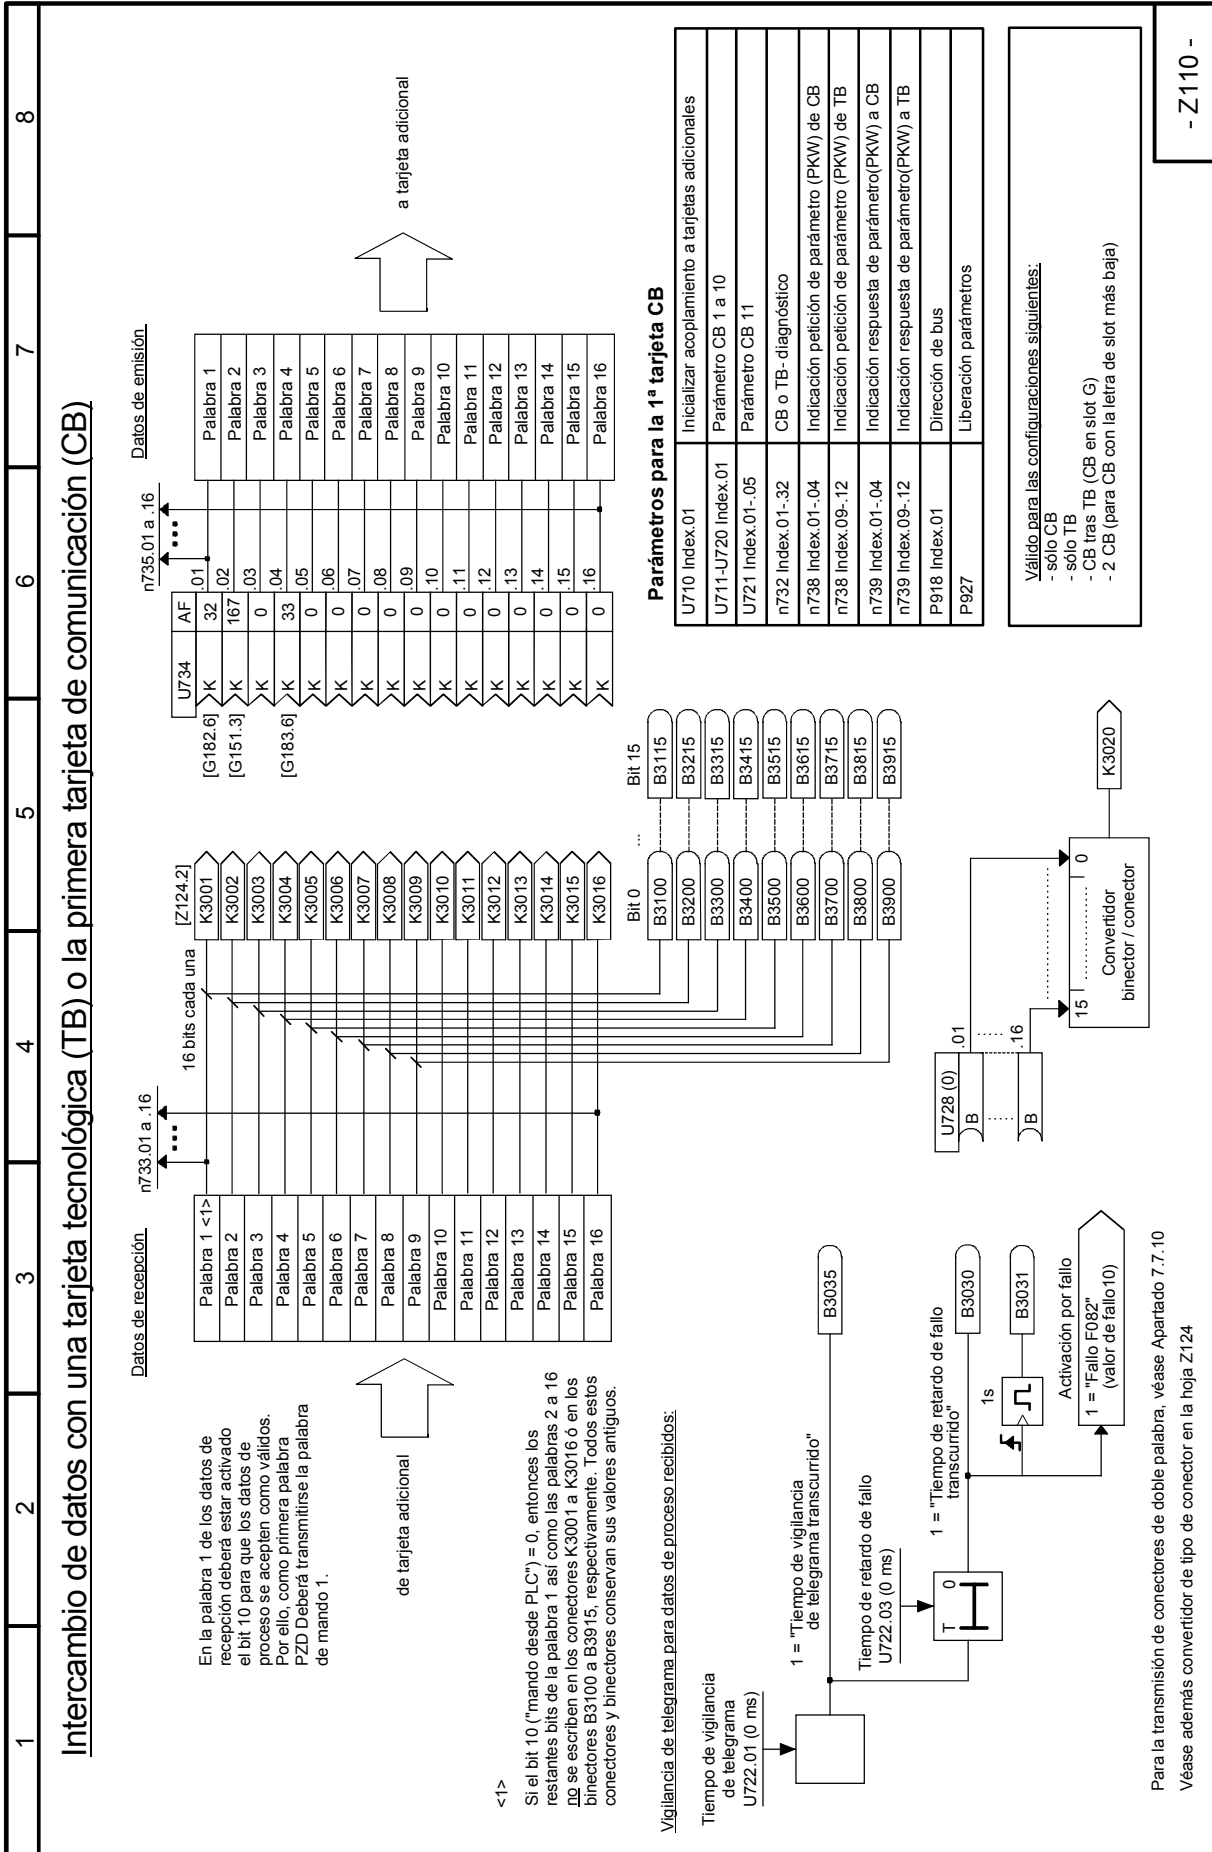 1 2 3 4 5 6 7 8
Intercambio de datos con una tarjeta tecnológica (TB) o la primera tarjeta de comunicación (CB)
En la palabra 1 de los datos de
recepción deberá estar activado
el bit 10 para que los datos de
proceso se acepten como válidos.
Por ello, como primera palabra
PZD Deberá transmitirse la palabra
de mando 1.
de tarjeta adicional
<1>
Si el bit 10 ("mando desde PLC") = 0, entonces los
restantes bits de la palabra 1 así como las palabras 2 a 16
no se escriben en los conectores K3001 a K3016 ó en los
binectores B3100 a B3915, respectivamente. Todos estos
conectores y binectores conservan sus valores antiguos.
Datos de recepción
Palabra 1 <1>
Palabra 2
Palabra 3
Palabra 4
Palabra 5
Palabra 6
Palabra 7
Palabra 8
Palabra 9
Palabra 10
Palabra 11
Palabra 12
Palabra 13
Palabra 14
Palabra 15
Palabra 16
n733.01 a .16
16 bits cada una
[Z124.2]
K3001
K3002
K3003
K3004
K3005
K3006
K3007
K3008
K3009
K3010
K3011
K3012
K3013
K3014
K3015
K3016
Bit 0 ... Bit 15
B3100 B3115
B3200 B3215
B3300 B3315
B3400 B3415
B3500 B3515
B3600 B3615
B3700 B3715
B3800 B3815
B3900 B3915
Datos de emisión
n735.01 a .16
U734 AF
[G182.6] K 32 .01 Palabra 1
[G151.3] K 167 .02 Palabra 2
K 0 .03 Palabra 3
[G183.6] K 33 .04 Palabra 4
K 0 .05 Palabra 5
K 0 .06 Palabra 6
K 0 .07 Palabra 7
K 0 .08 Palabra 8
K 0 .09 Palabra 9
K 0 .10 Palabra 10
K 0 .11 Palabra 11
K 0 .12 Palabra 12
K 0 .13 Palabra 13
K 0 .14 Palabra 14
K 0 .15 Palabra 15
K 0 .16 Palabra 16
a tarjeta adicional
Parámetros para la 1ª tarjeta CB
U710 Index.01 Inicializar acoplamiento a tarjetas adicionales
U711-U720 Index.01 Parámetro CB 1 a 10
U721 Index.01-.05 Parámetro CB 11
n732 Index.01-.32 CB o TB- diagnóstico
n738 Index.01-.04 Indicación petición de parámetro (PKW) de CB
n738 Index.09-.12 Indicación petición de parámetro (PKW) de TB
n739 Index.01-.04 Indicación respuesta de parámetro(PKW) a CB
n739 Index.09-.12 Indicación respuesta de parámetro(PKW) a TB
P918 Index.01 Dirección de bus
P927 Liberación parámetros
Válido para las configuraciones siguientes:
- sólo CB
- sólo TB
- CB tras TB (CB en slot G)
- 2 CB (para CB con la letra de slot más baja)
Vigilancia de telegrama para datos de proceso recibidos:
Tiempo de vigilancia
de telegrama
U722.01 (0 ms)
1 = "Tiempo de vigilancia
de telegrama transcurrido"
B3035
Tiempo de retardo de fallo
U722.03 (0 ms)
T 0
1 = "Tiempo de retardo de fallo
transcurrido"
B3030
1s
B3031
Activación por fallo
1 = "Fallo F082"
(valor de fallo10)
U728 (0)
B .01
B .16
15 0
Convertidor
binector / conector
K3020
Para la transmisión de conectores de doble palabra, véase Apartado 7.7.10
Véase además convertidor de tipo de conector en la hoja Z124
- Z110 -